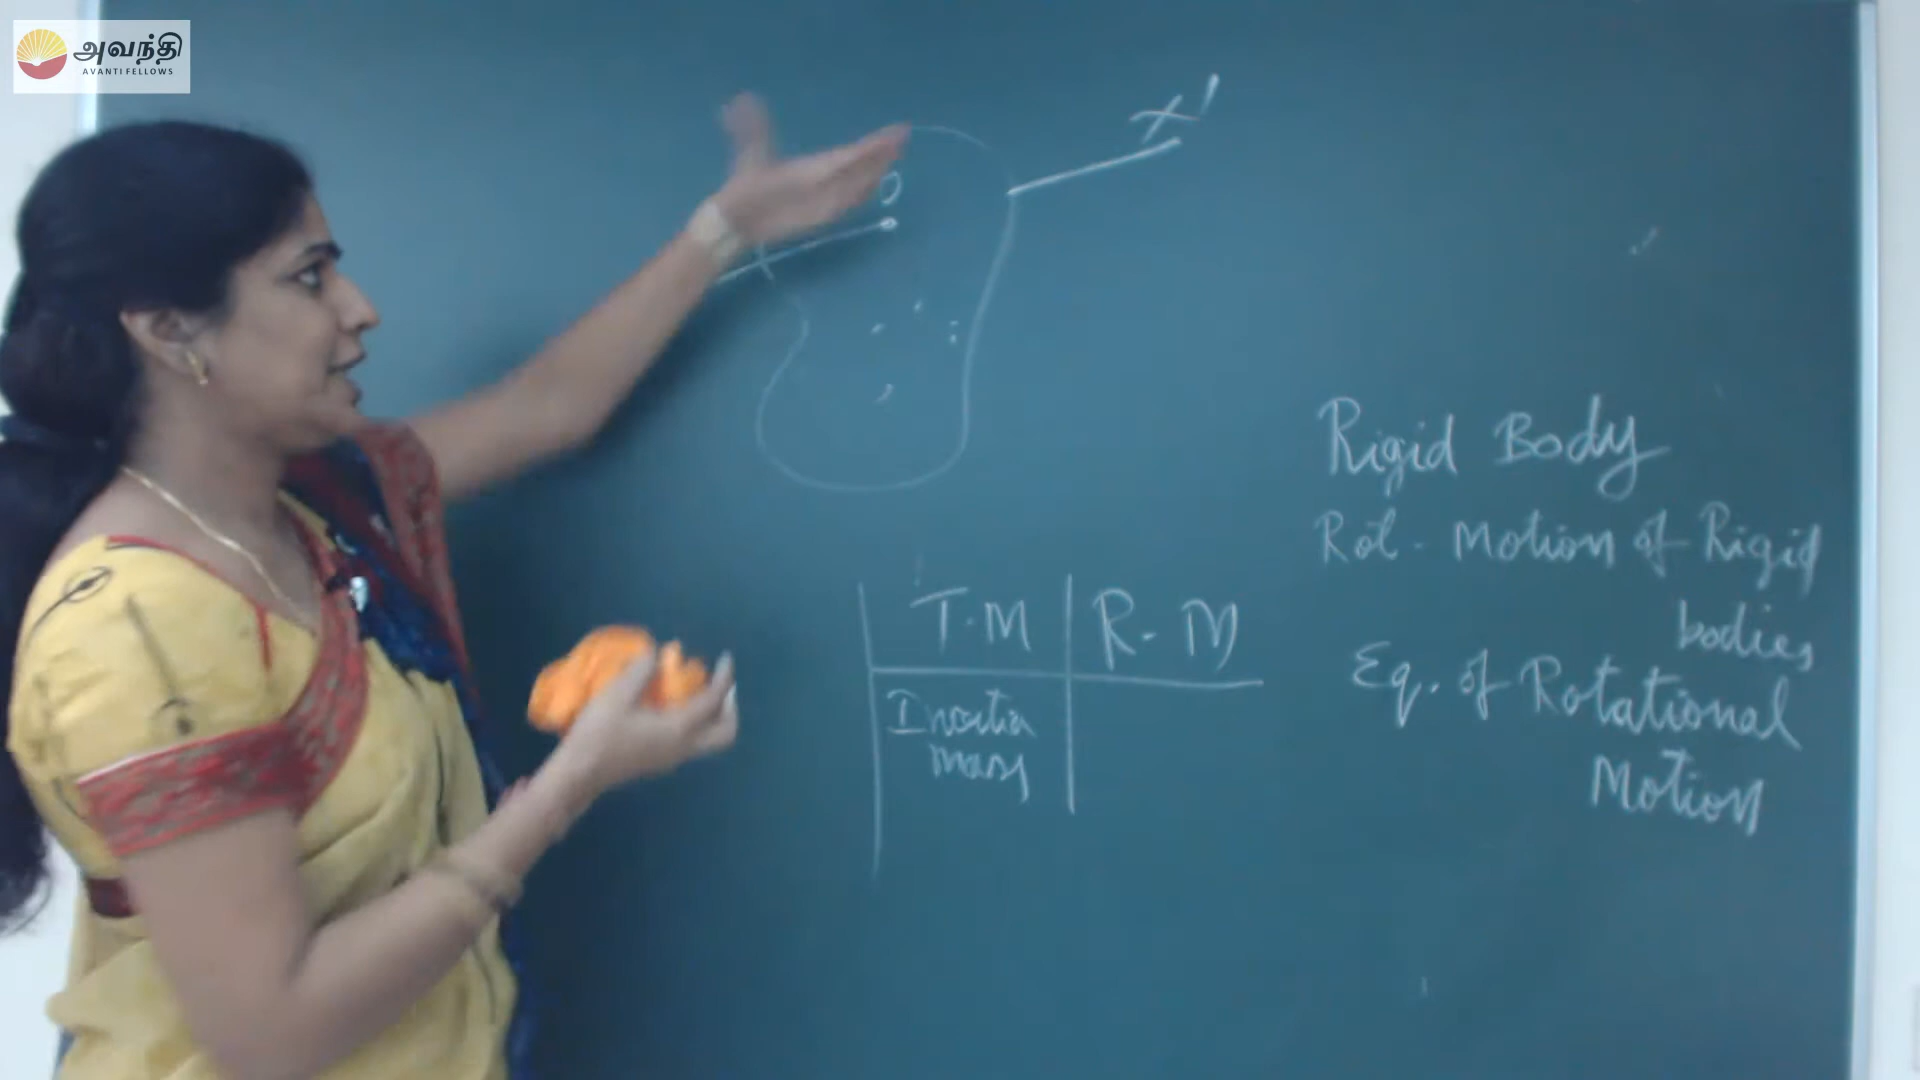 அவந்தி
AVANTI FELLOWS
X'
O
X
Rigid Body
Rot. Motion of Rigid
bodies
Eq. of Rotational
Motion
T.M R.M
Inertia
mass